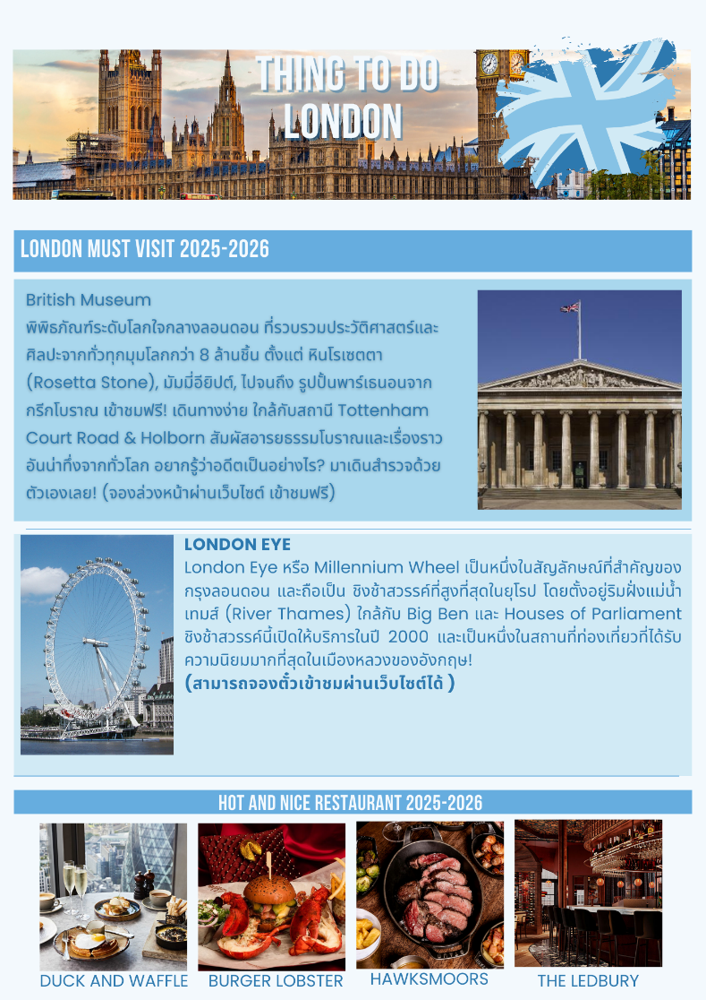 THING TO DO
LONDON
LONDON MUST VISIT 2025-2026
British Museum
พิพิธภัณฑ์ระดับโลกใจกลางลอนดอน ที่รวบรวมประวัติศาสตร์และ
ศิลปะจากทั่วทุกมุมโลกกว่า 8 ล้านชิ้น ตั้งแต่ หินโรเซตตา
(Rosetta Stone), มัมมี่อียิปต์, ไปจนถึง รูปปั้นพาร์เธนอนจาก
กรีกโบราณ เข้าชมฟรี! เดินทางง่าย ใกล้กับสถานี Tottenham
Court Road & Holborn สัมผัสอารยธรรมโบราณและเรื่องราว
อันน่าทึ่งจากทั่วโลก อยากรู้ว่าอดีตเป็นอย่างไร? มาเดินสำรวจด้วย
ตัวเองเลย! (จองล่วงหน้าผ่านเว็บไซต์ เข้าชมฟรี)
LONDON EYE
London Eye หรือ Millennium Wheel เป็นหนึ่งในสัญลักษณ์ที่สำคัญของ
กรุงลอนดอน และถือเป็น ชิงช้าสวรรค์ที่สูงที่สุดในยุโรป โดยตั้งอยู่ริมฝั่งแม่น้ำ
เทมส์ (River Thames) ใกล้กับ Big Ben และ Houses of Parliament
ชิงช้าสวรรค์นี้เปิดให้บริการในปี 2000 และเป็นหนึ่งในสถานที่ท่องเที่ยวที่ได้รับ
ความนิยมมากที่สุดในเมืองหลวงของอังกฤษ!
(สามารถจองตั๋วเข้าชมผ่านเว็บไซต์ได้ )
HOT AND NICE RESTAURANT 2025-2026
DUCK AND WAFFLE
BURGER LOBSTER
HAWKSMOORS
THE LEDBURY